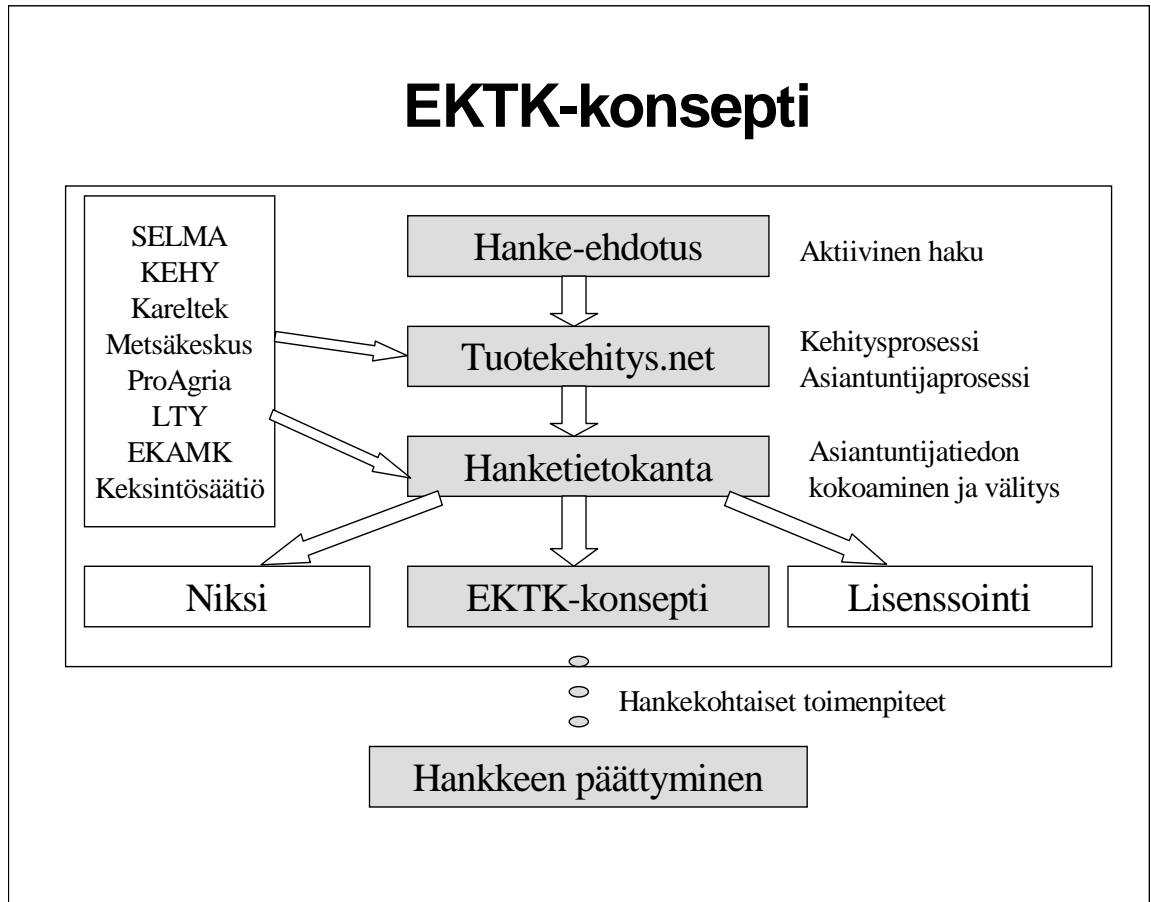 EKTK-konsepti
SELMA
KEHY
Kareltek
Metsäkeskus
ProAgria
LTY
EKAMK
Keksintösäätiö
Hanke-ehdotus
Aktiivinen haku
Tuotekehitys.net
Kehitysprosessi
Asiantuntijaprosessi
Hanketietokanta
Asiantuntijatiedon
kokoaminen ja välitys
Niksi
EKTK-konsepti
Lisenssointi
Hankekohtaiset toimenpiteet
Hankkeen päättyminen